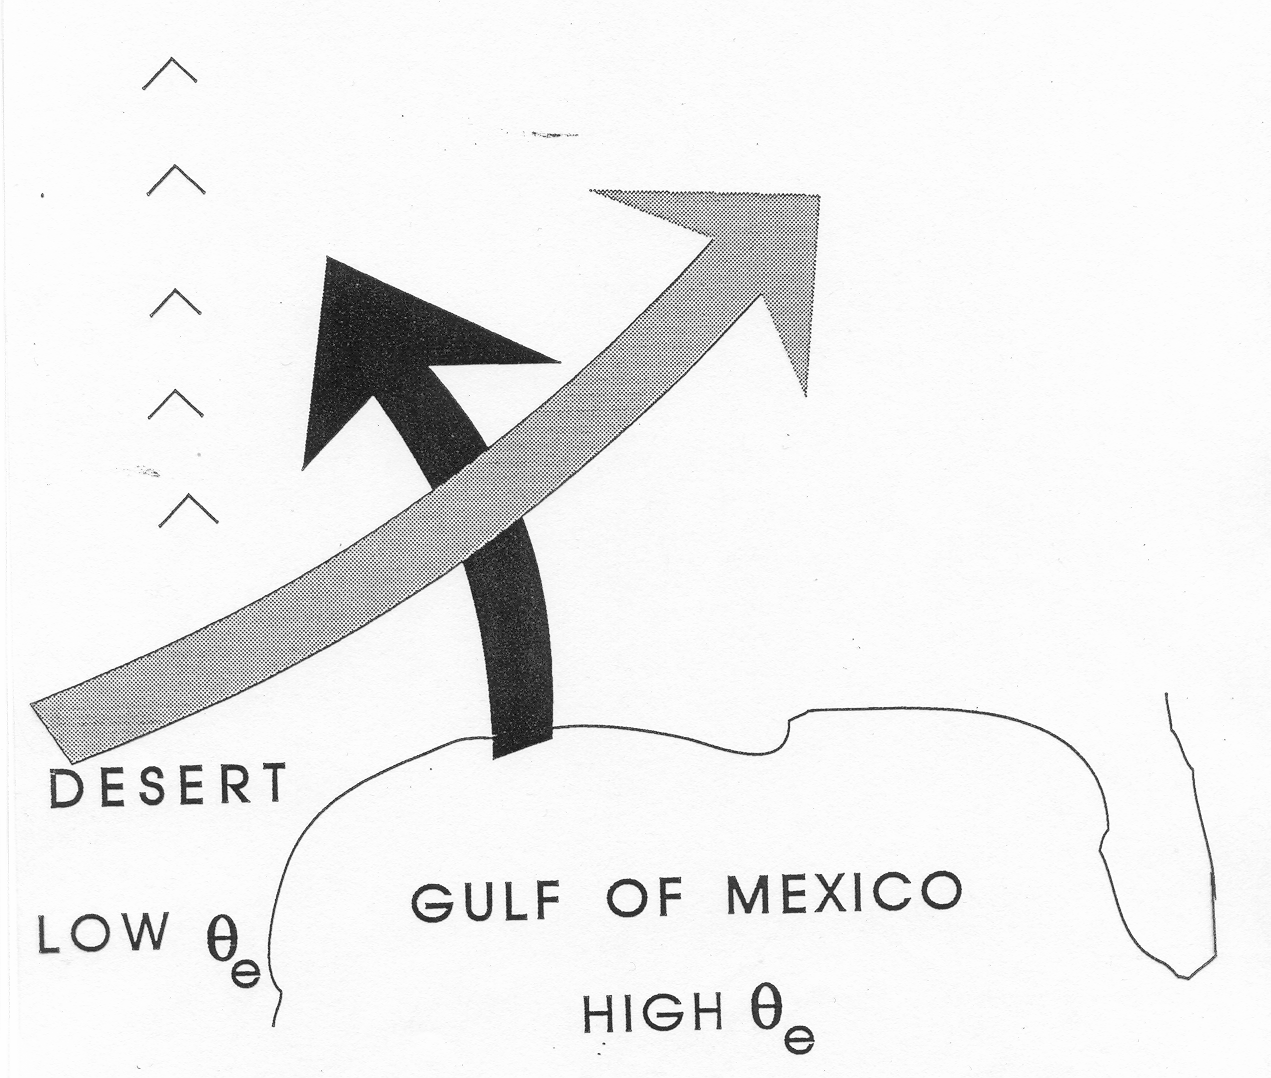 DESERT
LOW θe
GULF OF MEXICO
HIGH θe